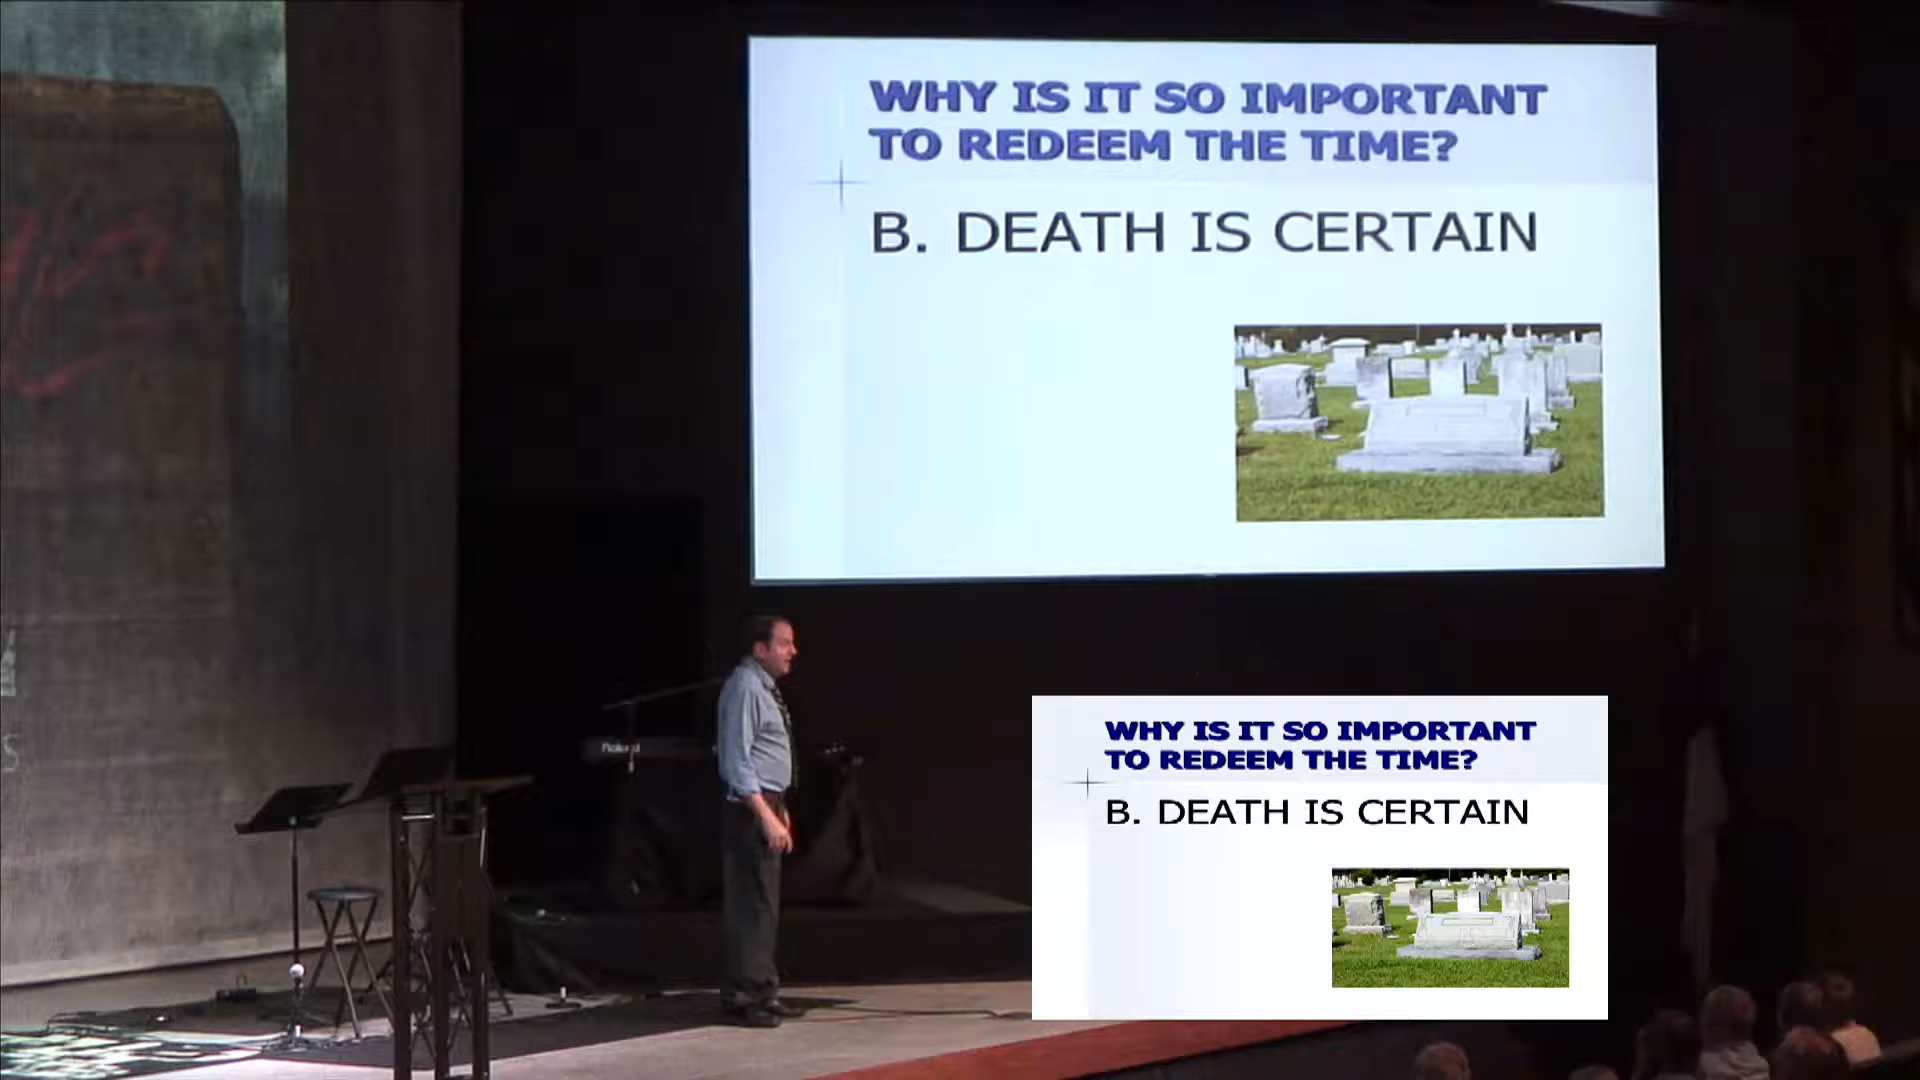 WHY IS IT SO IMPORTANT
TO REDEEM THE TIME?
B. DEATH IS CERTAIN
Roland
WHY IS IT SO IMPORTANT
TO REDEEM THE TIME?
B. DEATH IS CERTAIN